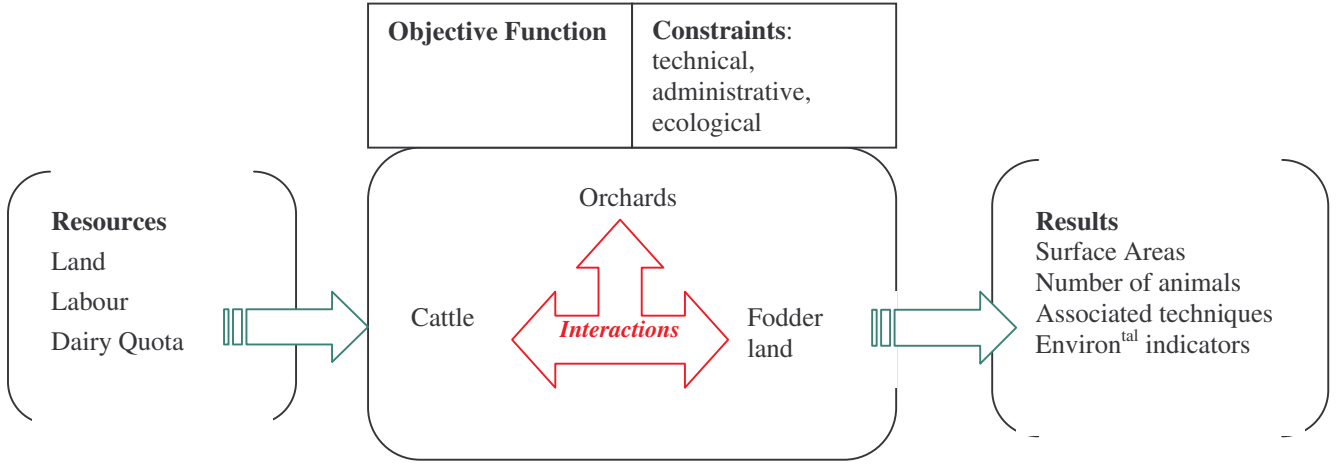 Objective Function
Constraints:
technical,
administrative,
ecological
Resources
Land
Labour
Dairy Quota
Orchards
Cattle
Interactions
Fodder
land
Results
Surface Areas
Number of animals
Associated techniques
Environtal indicators